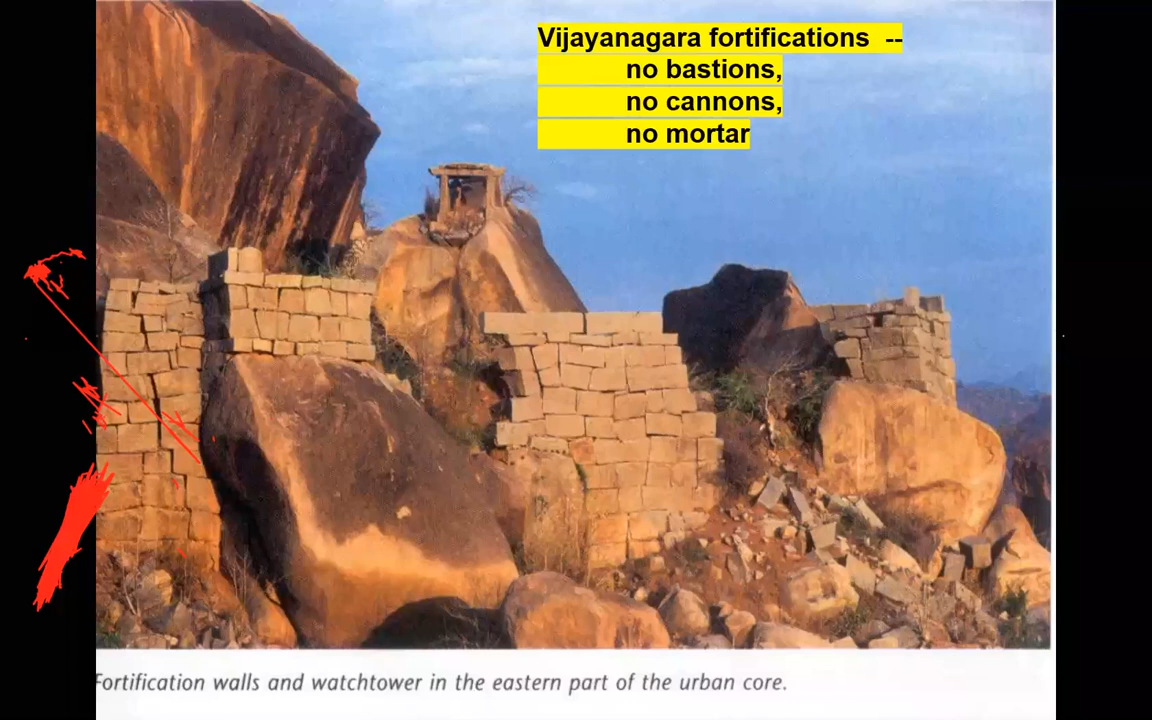 Vijayanagara fortifications --
no bastions,
no cannons,
no mortar
Fortification walls and watchtower in the eastern part of the urban core.